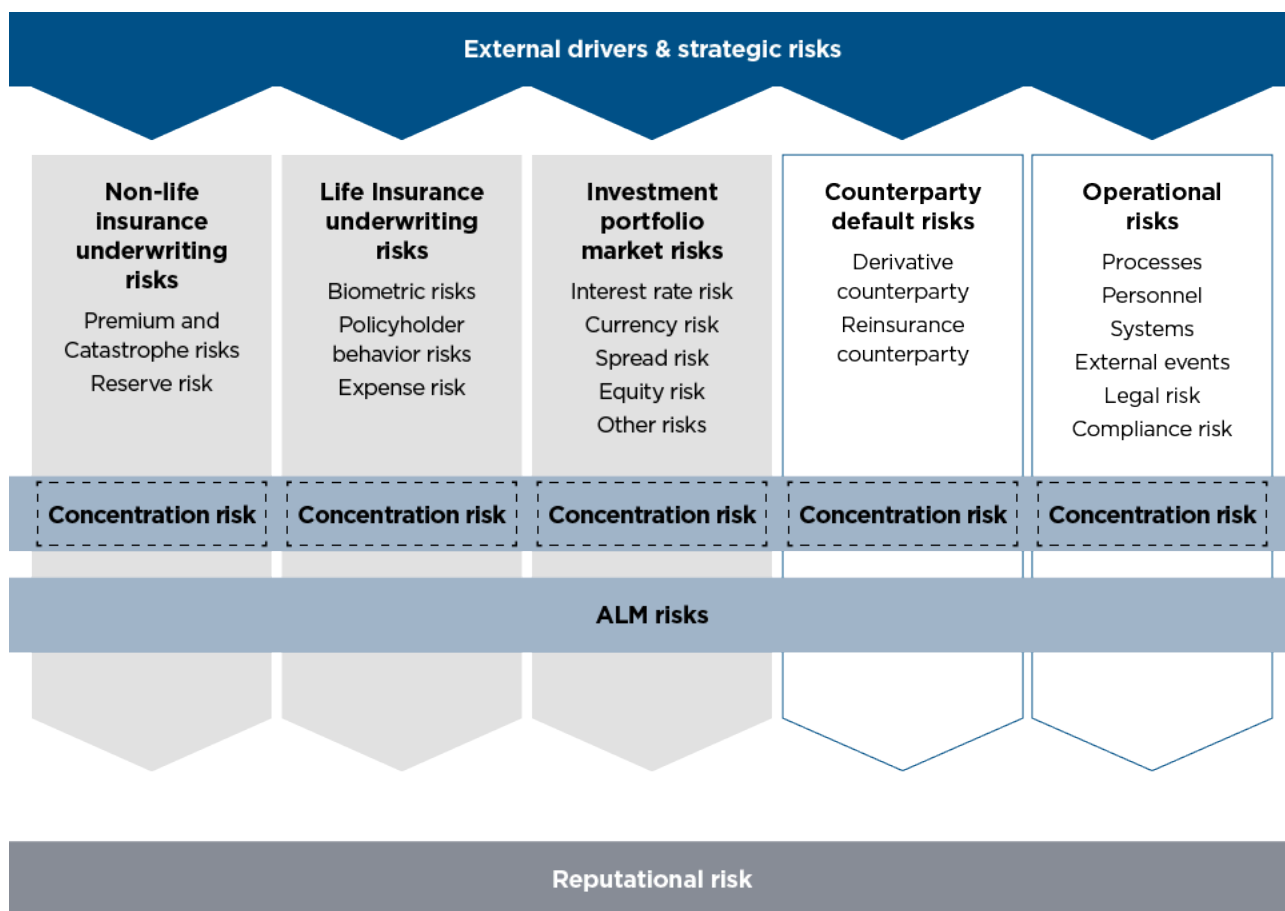 External drivers & strategic risks
Non-life
insurance
underwriting
risks
Premium and
Catastrophe risks
Reserve risk
Life Insurance
underwriting
risks
Biometric risks
Policyholder
behavior risks
Expense risk
Investment
portfolio
market risks
Interest rate risk
Currency risk
Spread risk
Equity risk
Other risks
Counterparty
default risks
Derivative
counterparty
Reinsurance
counterparty
Operational
risks
Processes
Personnel
Systems
External events
Legal risk
Compliance risk
Concentration risk
Concentration risk
Concentration risk
Concentration risk
Concentration risk
ALM risks
Reputational risk